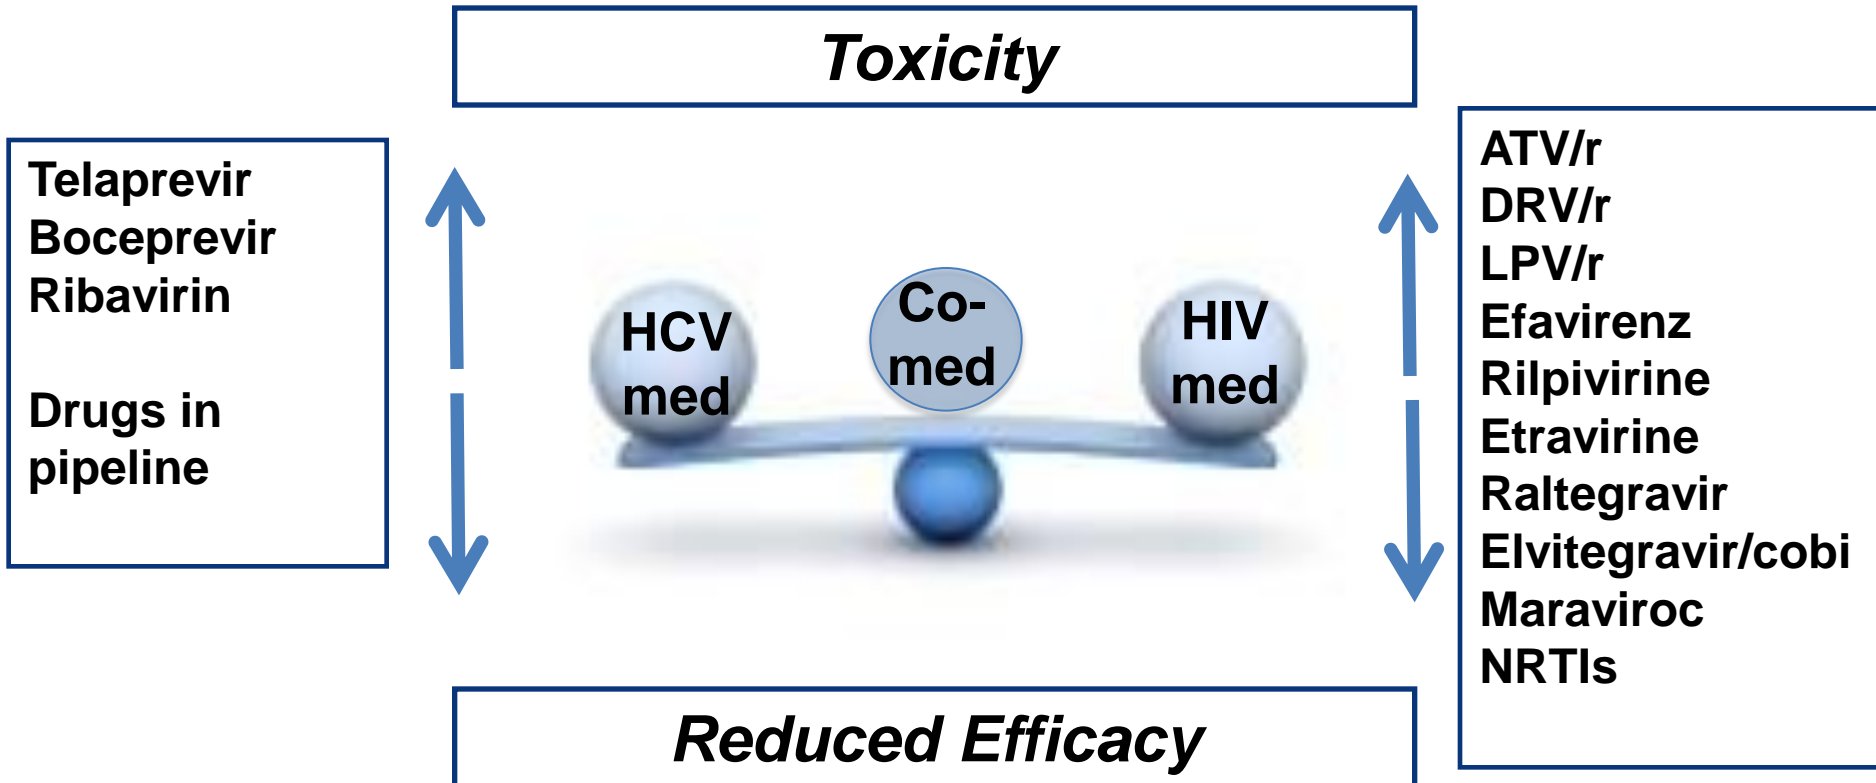 Toxicity
Telaprevir
Boceprevir
Ribavirin
Drugs in
pipeline
HCV
med
Co-
med
HIV
med
ATV/r
DRV/r
LPV/r
Efavirenz
Rilpivirine
Etravirine
Raltegravir
Elvitegravir/cobi
Maraviroc
NRTIs
Reduced Efficacy